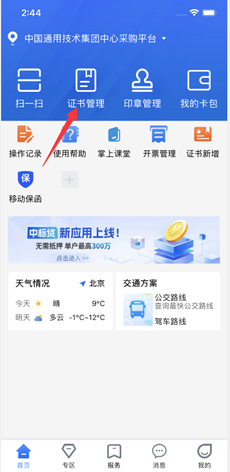 2:44
中国通用技术集团中心采购平台
扫一扫 证书管理 印章管理 我的卡包
操作记录 使用帮助 掌上课堂 开票管理 证书新增
保
移动保函
中标贷 新应用上线!
无需抵押 单户最高300万
点击进入 >>
天气情况 北京
今天 晴 9°C
明天 多云 -1°C~12°C
交通方案
公交路线
查询最快公交路线
驾车路线
首页 专区 服务 消息 我的